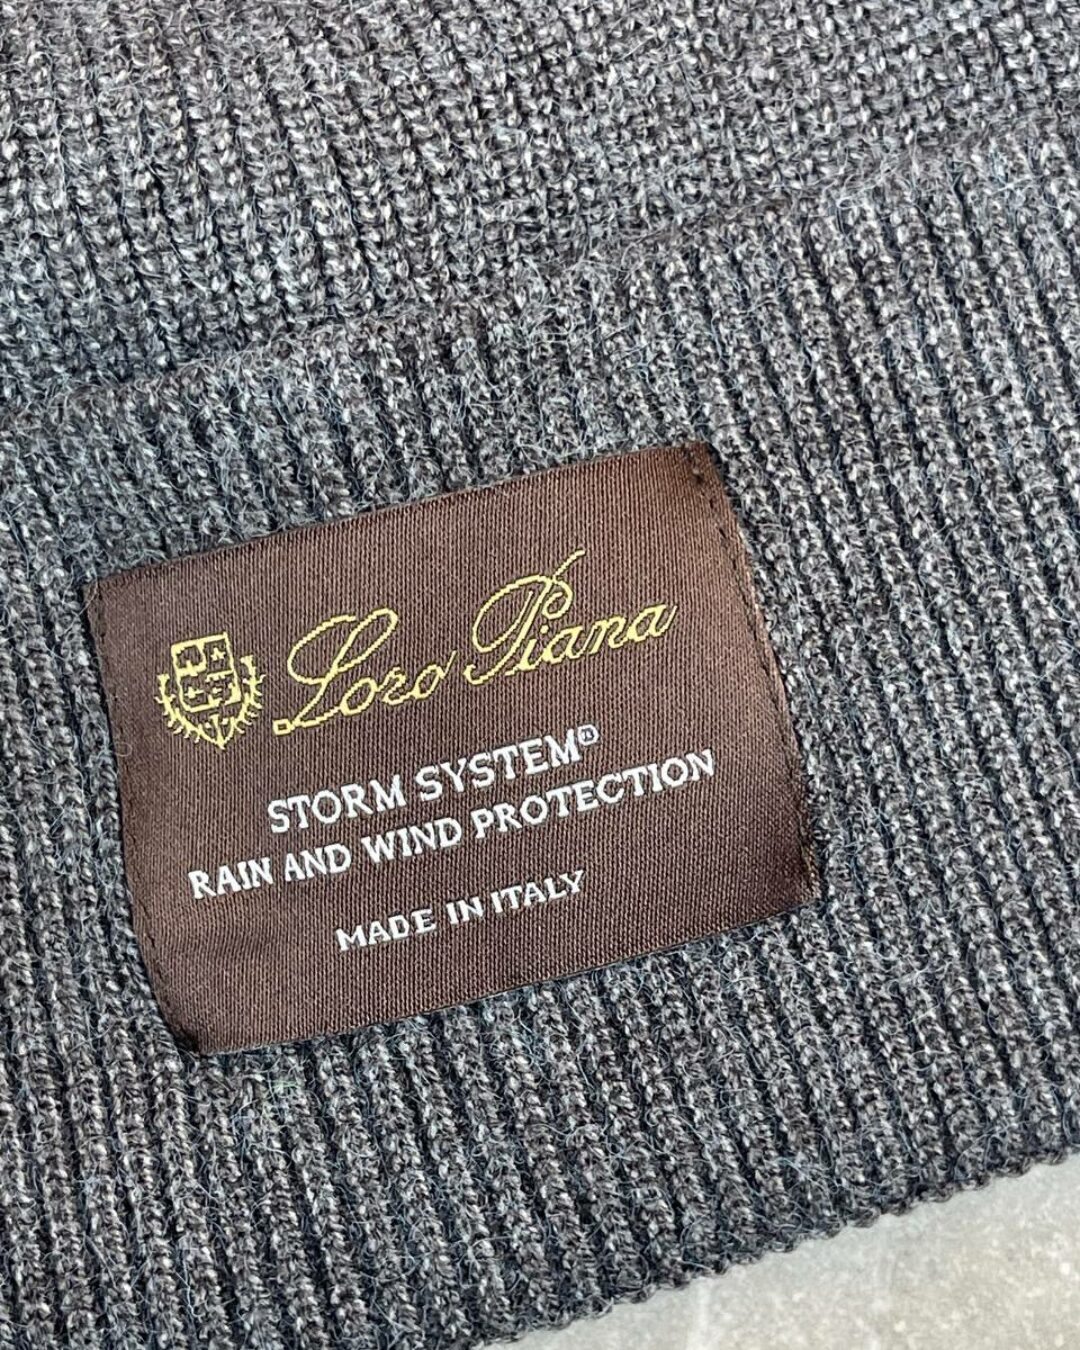 Loro Piana
STORM SYSTEM®
RAIN AND WIND PROTECTION
MADE IN ITALY